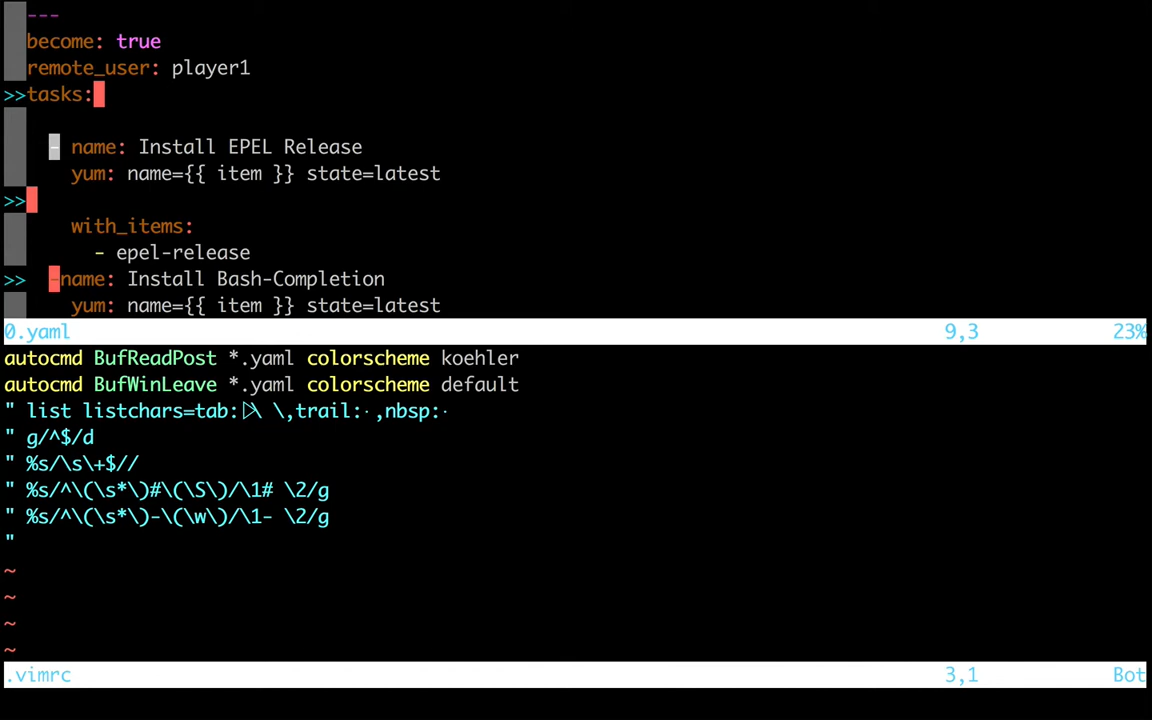 ---
become: true
remote_user: player1
>>tasks:
- name: Install EPEL Release
yum: name={{ item }} state=latest
>>
with_items:
- epel-release
>> -name: Install Bash-Completion
yum: name={{ item }} state=latest
0.yaml 9,3 23%
autocmd BufReadPost *.yaml colorscheme koehler
autocmd BufWinLeave *.yaml colorscheme default
" list listchars=tab:▷\ \,trail:·,nbsp:·
" g/^$/d
" %s/\s\+$//
" %s/^\(\s*\)#\(\S\)/\1# \2/g
" %s/^\(\s*\)-\(\w\)/\1- \2/g
"
~
~
~
~
.vimrc 3,1 Bot